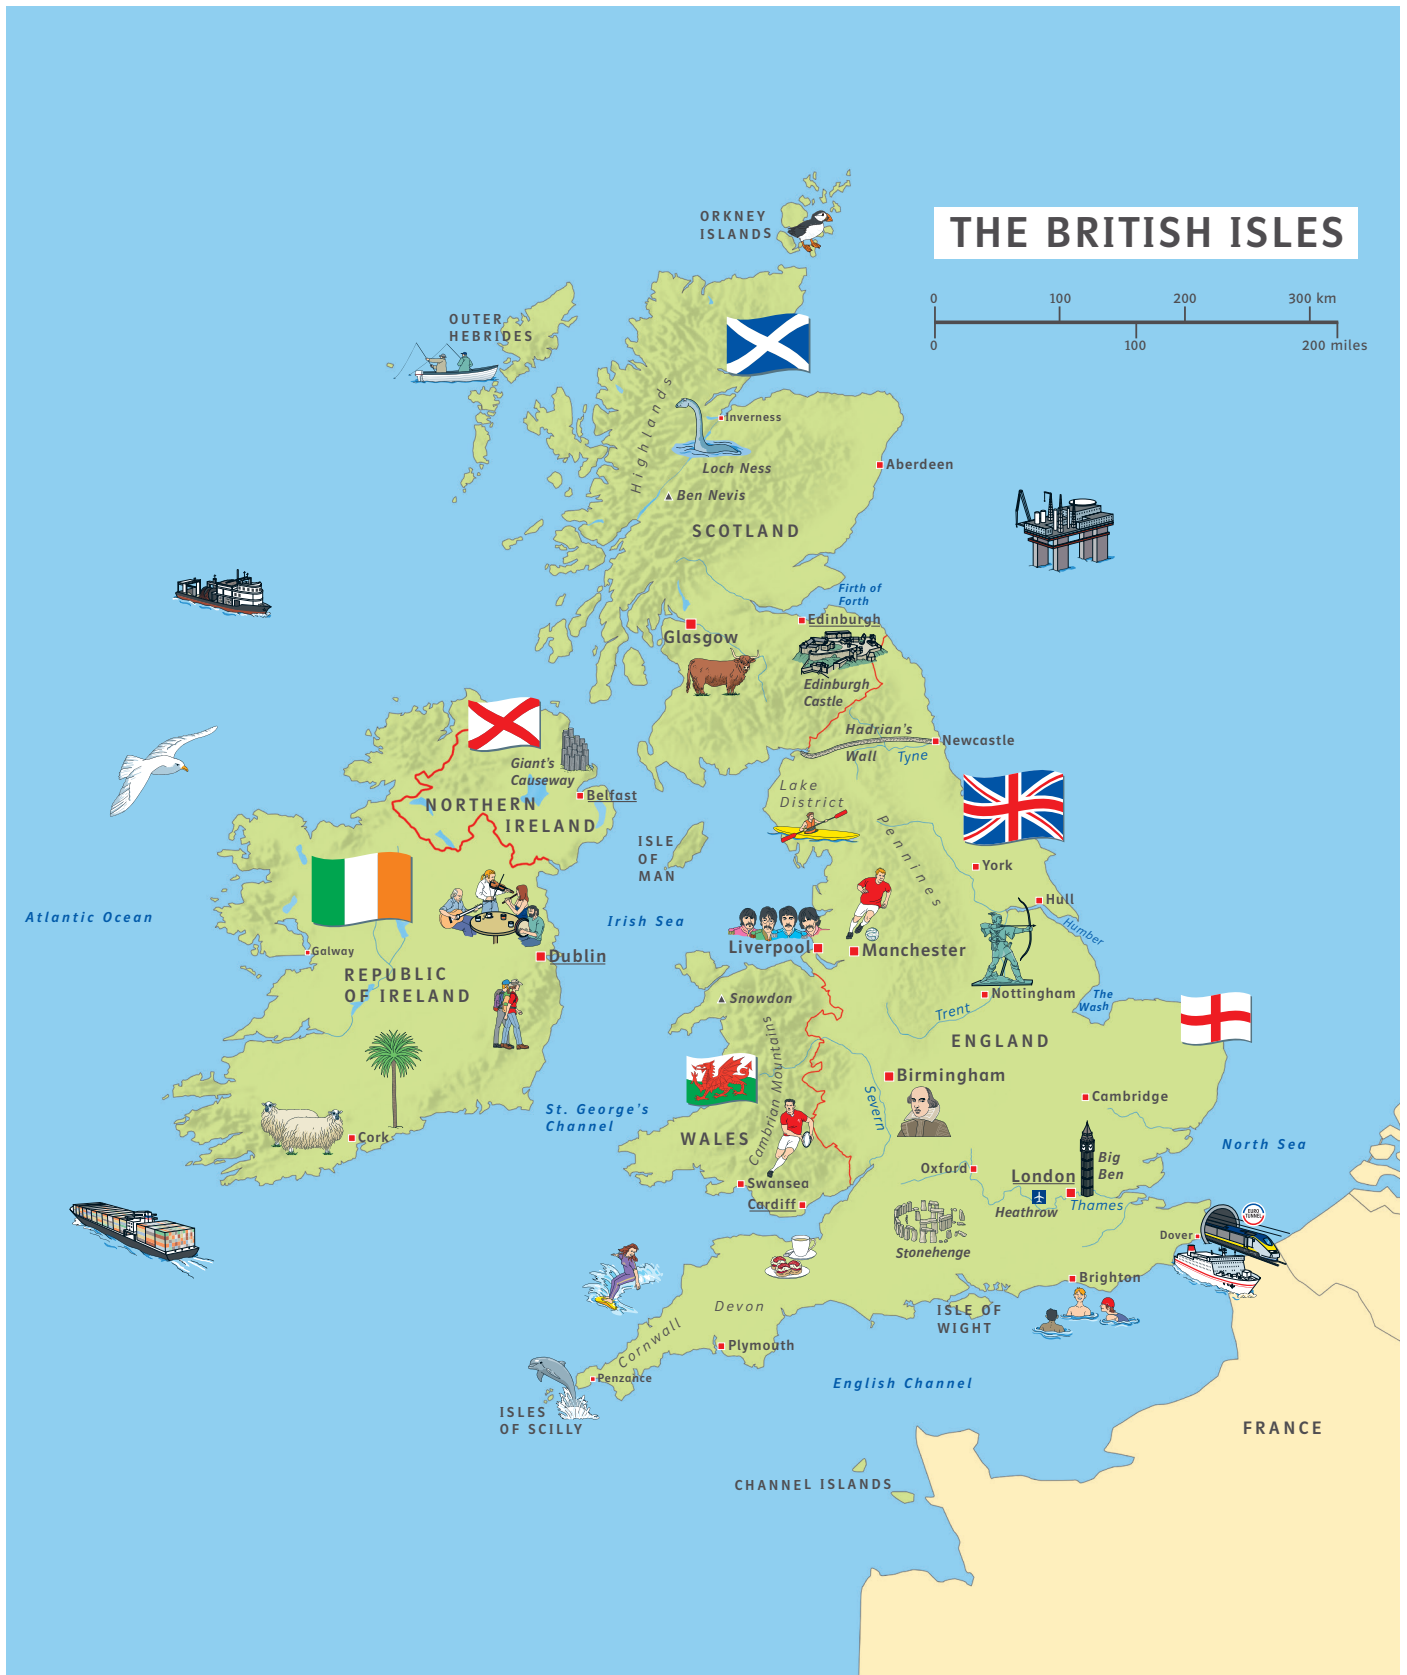 ORKNEY
ISLANDS
THE BRITISH ISLES
0 100 200 300 km
0 100 200 miles
OUTER
HEBRIDES
Highlands
Inverness
Loch Ness
Aberdeen
Ben Nevis
SCOTLAND
Firth of
Forth
Edinburgh
Glasgow
Edinburgh
Castle
Hadrian's
Wall
Newcastle
Tyne
Giant's
Causeway
Belfast
NORTHERN
IRELAND
Lake
District
Pennines
ISLE
OF
MAN
York
Hull
Humber
Atlantic Ocean
Irish Sea
Galway
Dublin
Liverpool
Manchester
REPUBLIC
OF IRELAND
Snowdon
Nottingham
The
Wash
Trent
ENGLAND
Cambrian Mountains
Birmingham
Severn
Cambridge
St. George's
Channel
Cork
WALES
North Sea
Big
Ben
Oxford
London
Swansea
Cardiff
Heathrow
Thames
Stonehenge
EURO
TUNNEL
Dover
Brighton
Devon
ISLE OF
WIGHT
Cornwall
Plymouth
Penzance
English Channel
ISLES
OF SCILLY
FRANCE
CHANNEL ISLANDS